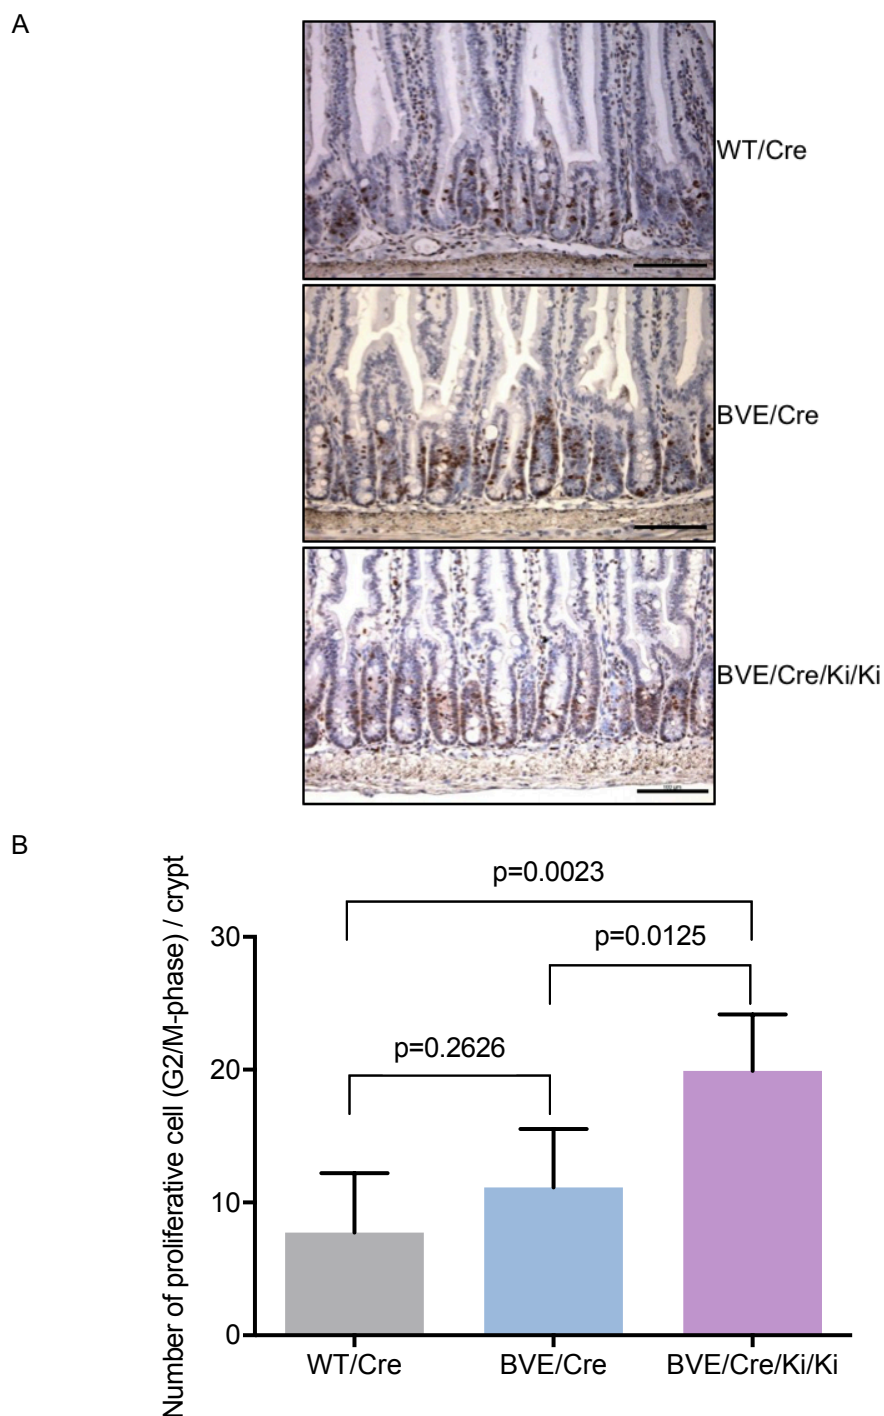 A
WT/Cre
BVE/Cre
BVE/Cre/Ki/Ki
B
Number of proliferative cell (G2/M-phase) / crypt
p=0.0023
p=0.0125
p=0.2626
30
20
10
0
WT/Cre
BVE/Cre
BVE/Cre/Ki/Ki